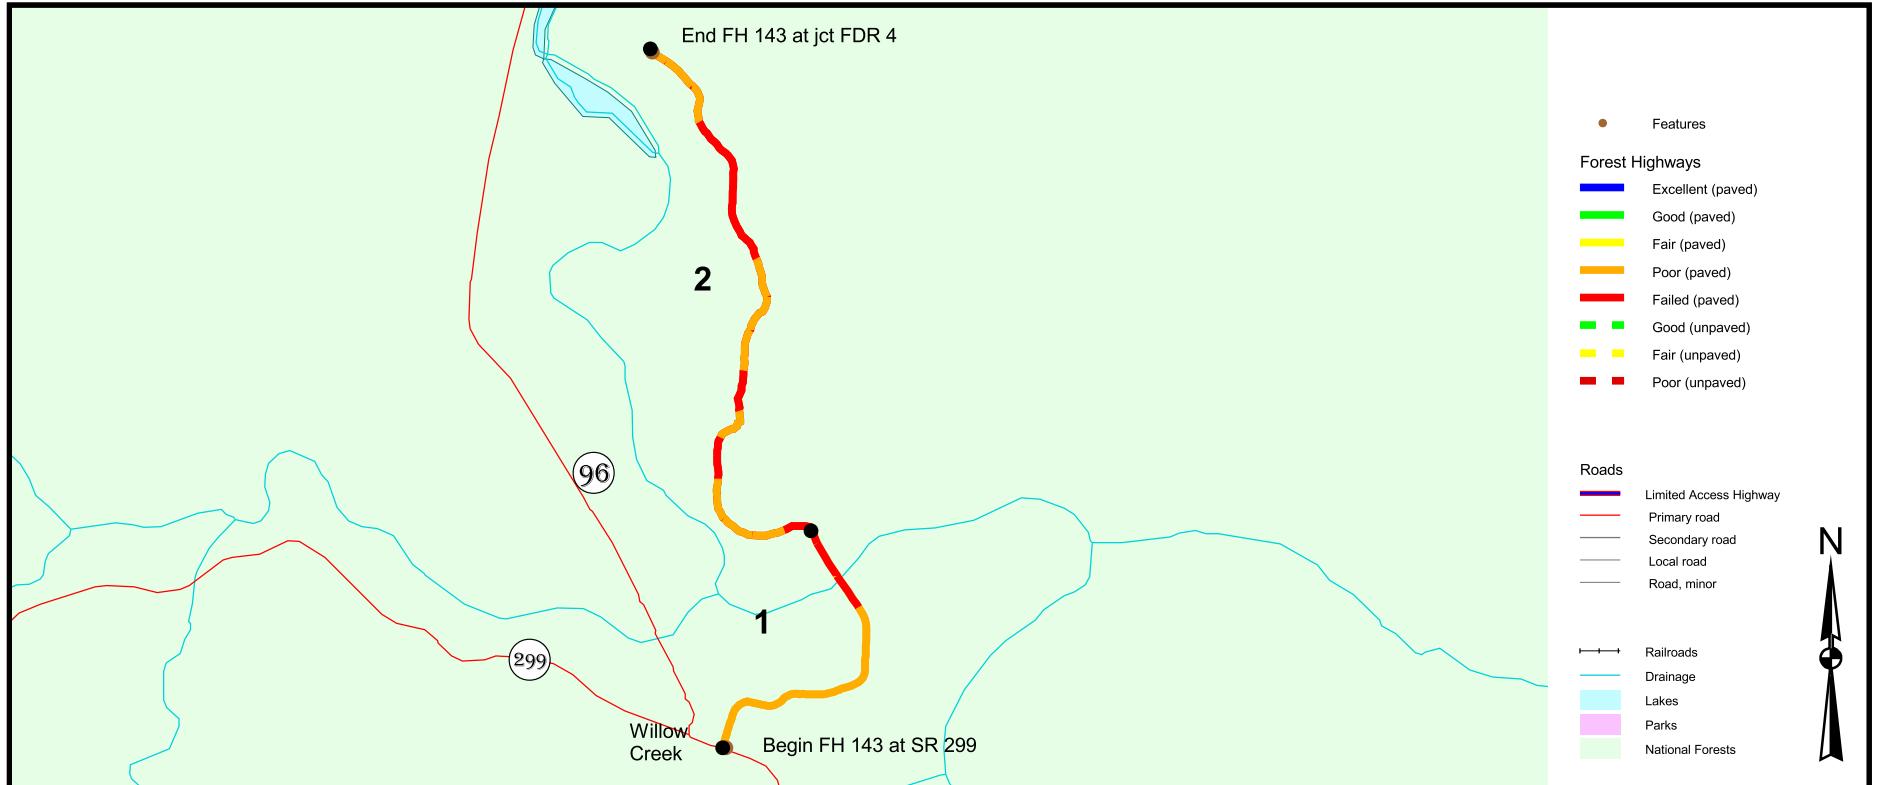 End FH 143 at jct FDR 4
2
96
1
299
Willow
Creek
Begin FH 143 at SR 299
Features
Forest Highways
Excellent (paved)
Good (paved)
Fair (paved)
Poor (paved)
Failed (paved)
Good (unpaved)
Fair (unpaved)
Poor (unpaved)
Roads
Limited Access Highway
Primary road
Secondary road
Local road
Road, minor
N
Railroads
Drainage
Lakes
Parks
National Forests